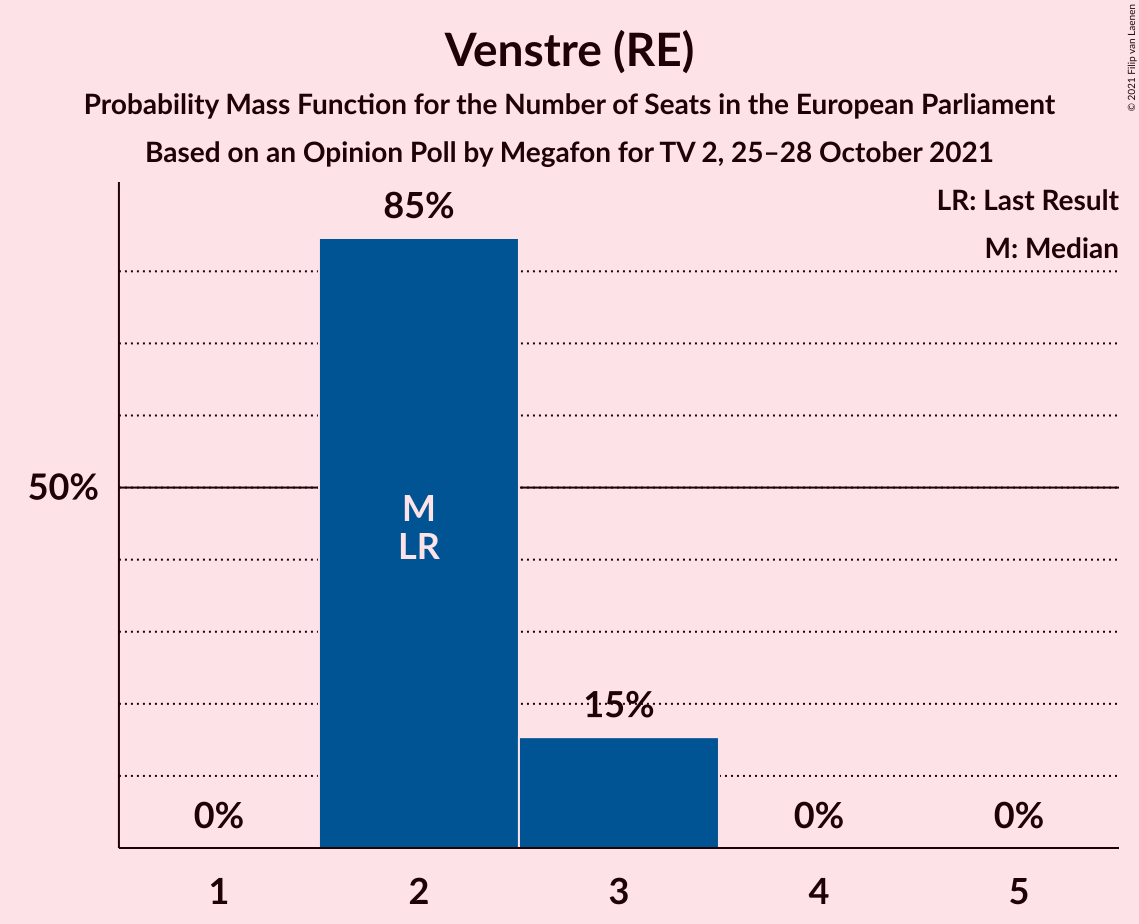 Venstre (RE)
Probability Mass Function for the Number of Seats in the European Parliament
Based on an Opinion Poll by Megafon for TV 2, 25–28 October 2021
© 2021 Filip van Laenen
LR: Last Result
M: Median
85%
50%
M
LR
15%
0%
0%
0%
1
2
3
4
5